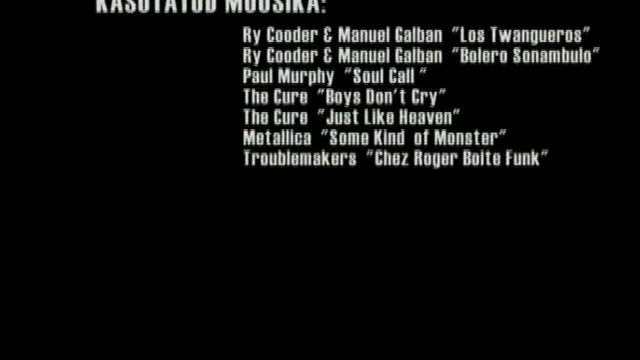 KASUTATUD MUUSIKA:
Ry Cooder & Manuel Galban "Los Twangueros"
Ry Cooder & Manuel Galban "Bolero Sonambulo"
Paul Murphy "Soul Call "
The Cure "Boys Don't Cry"
The Cure "Just Like Heaven"
Metallica "Some Kind of Monster"
Troublemakers "Chez Roger Boite Funk"